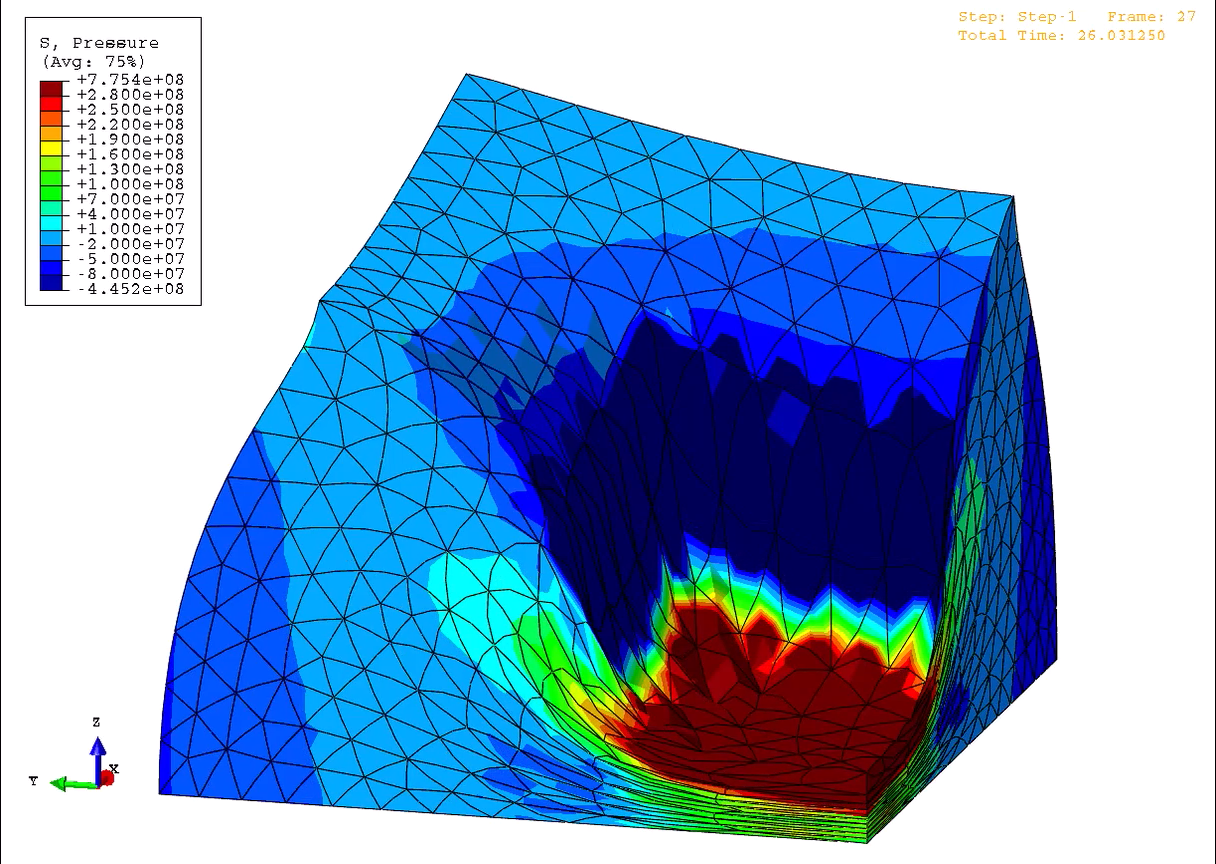 S, Pressure
(Avg: 75%)
+7.754e+08
+2.800e+08
+2.500e+08
+2.200e+08
+1.900e+08
+1.600e+08
+1.300e+08
+1.000e+08
+7.000e+07
+4.000e+07
+1.000e+07
-2.000e+07
-5.000e+07
-8.000e+07
-4.452e+08
Step: Step-1 Frame: 27
Total Time: 26.031250
Z
Y
X